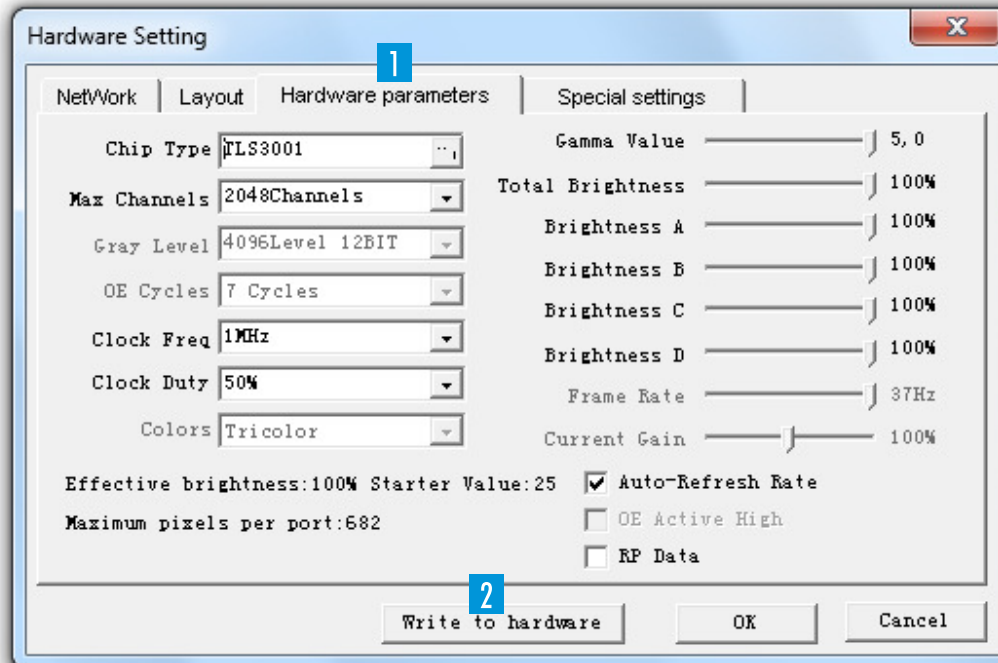 Hardware Setting
1
NetWork Layout Hardware parameters Special settings
Chip Type TLS3001
Max Channels 2048Channels
Gray Level 4096Level 12BIT
OE Cycles 7 Cycles
Clock Freq 1MHz
Clock Duty 50%
Colors Tricolor
Gamma Value 5,0
Total Brightness 100%
Brightness A 100%
Brightness B 100%
Brightness C 100%
Brightness D 100%
Frame Rate 37Hz
Current Gain 100%
Effective brightness:100% Starter Value:25
Maximum pixels per port:682
Auto-Refresh Rate
OE Active High
RP Data
2
Write to hardware OK Cancel